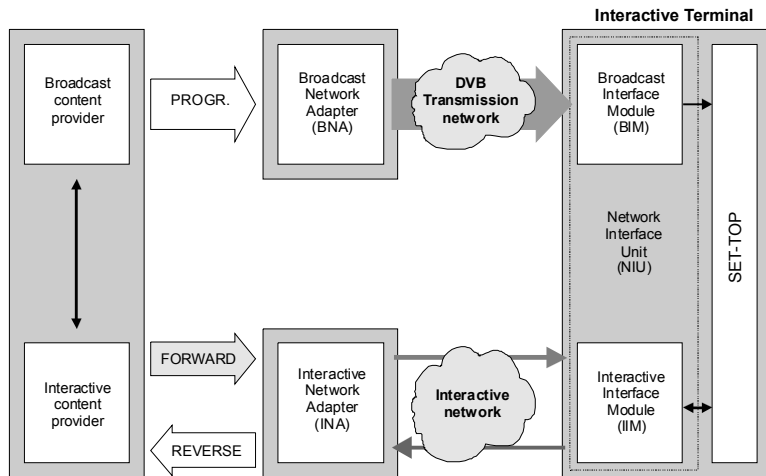 Interactive Terminal
Broadcast
content
provider
PROGR.
Broadcast
Network
Adapter
(BNA)
DVB
Transmission
network
Broadcast
Interface
Module
(BIM)
Network
Interface
Unit
(NIU)
SET-TOP
Interactive
content
provider
FORWARD
REVERSE
Interactive
Network
Adapter
(INA)
Interactive
network
Interactive
Interface
Module
(IIM)